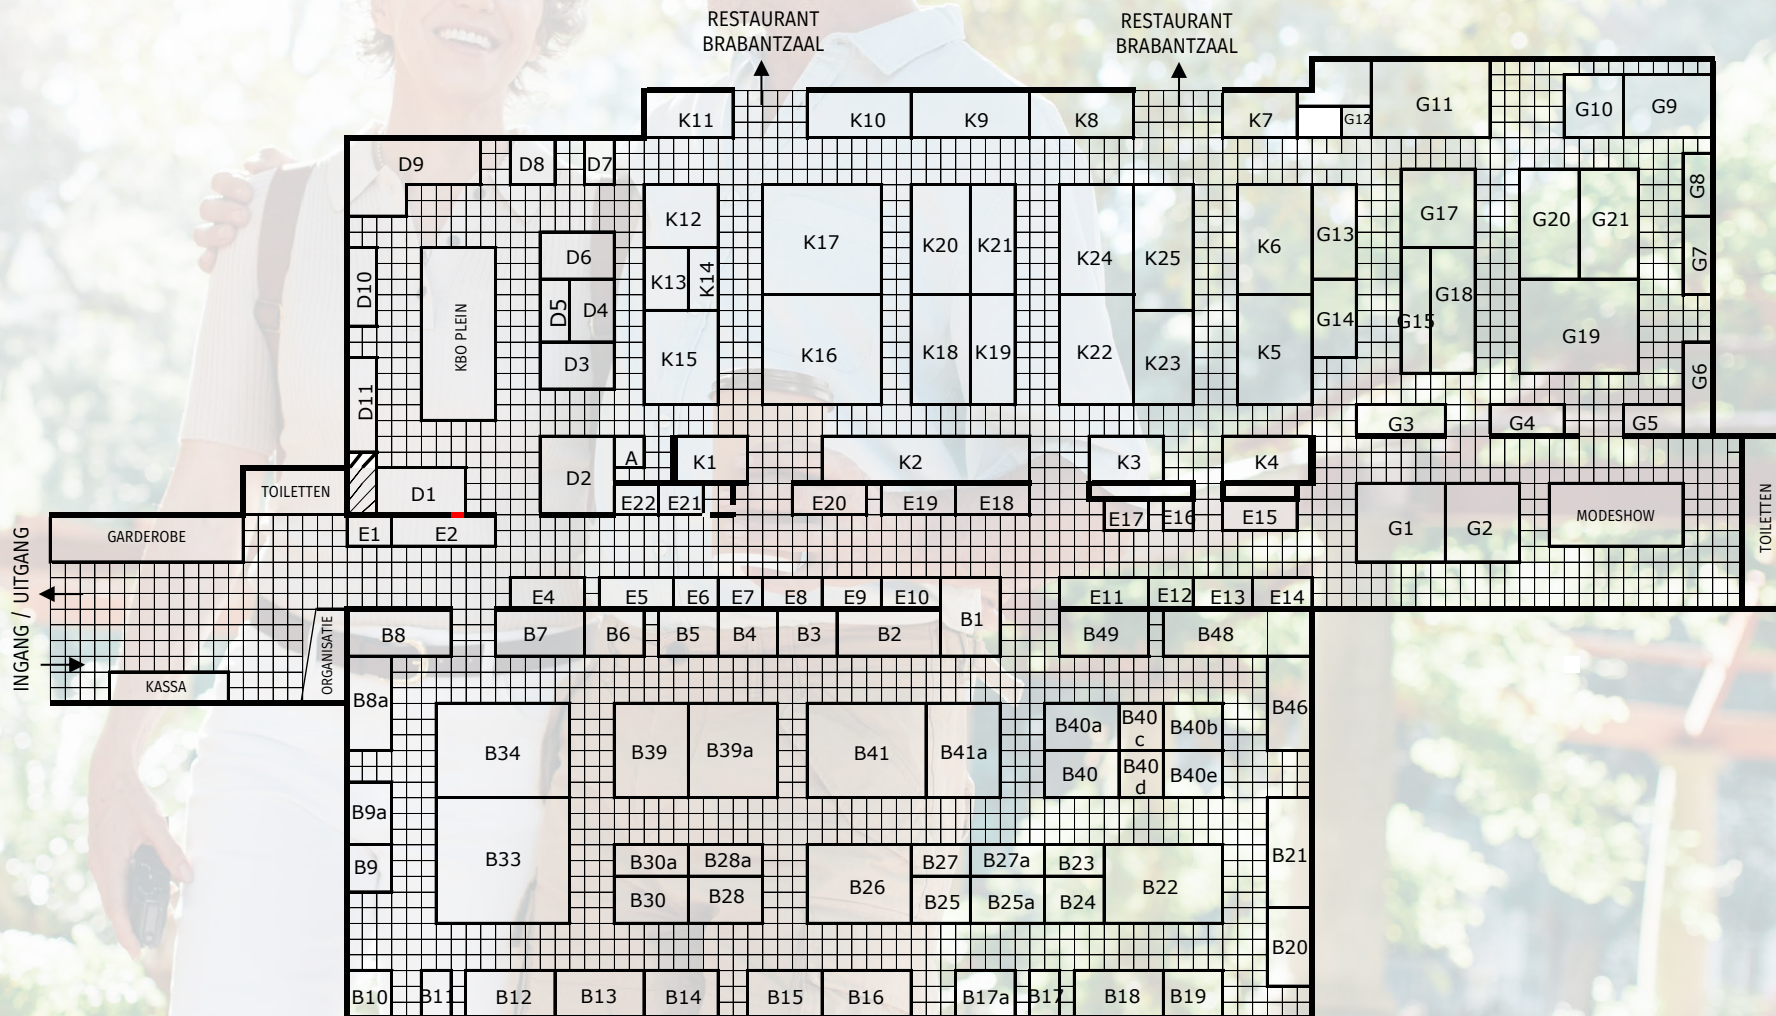 RESTAURANT
BRABANTZAAL
RESTAURANT
BRABANTZAAL
K11
K10
K9
K8
K7
G12
G11
G10
G9
D9
D8
D7
G8
K12
K17
K20
K21
K24
K25
K6
G13
G17
G20
G21
G7
D10
KBO PLEIN
D6
D5
D4
D3
K13
K14
K15
K16
K18
K19
K22
K23
K5
G14
G15
G18
G19
G6
D11
G3
G4
G5
D2
A
K1
K2
K3
K4
TOILETTEN
D1
E22
E21
E20
E19
E18
E17
E16
E15
G1
G2
MODESHOW
TOILETTEN
GARDEROBE
E1
E2
INGANG / UITGANG
E4
E5
E6
E7
E8
E9
E10
B1
E11
E12
E13
E14
ORGANISATIE
B8
B7
B6
B5
B4
B3
B2
B49
B48
KASSA
B8a
B46
B34
B39
B39a
B41
B41a
B40a
B40
c
B40b
B40
B40
d
B40e
B9a
B9
B33
B30a
B28a
B30
B28
B26
B27
B27a
B23
B25
B25a
B24
B22
B21
B20
B10
B11
B12
B13
B14
B15
B16
B17a
B17
B18
B19